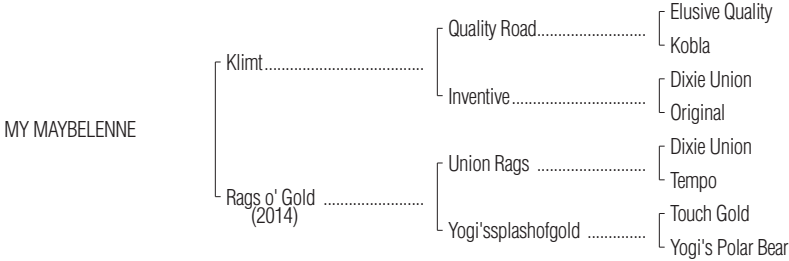 Elusive Quality
Quality Road..........................
Kobla
Klimt......................................
Dixie Union
Inventive................................
Original
MY MAYBELENNE
Dixie Union
Union Rags ..........................
Tempo
Rags o' Gold ........................
(2014)
Touch Gold
Yogi'ssplashofgold ..............
Yogi's Polar Bear